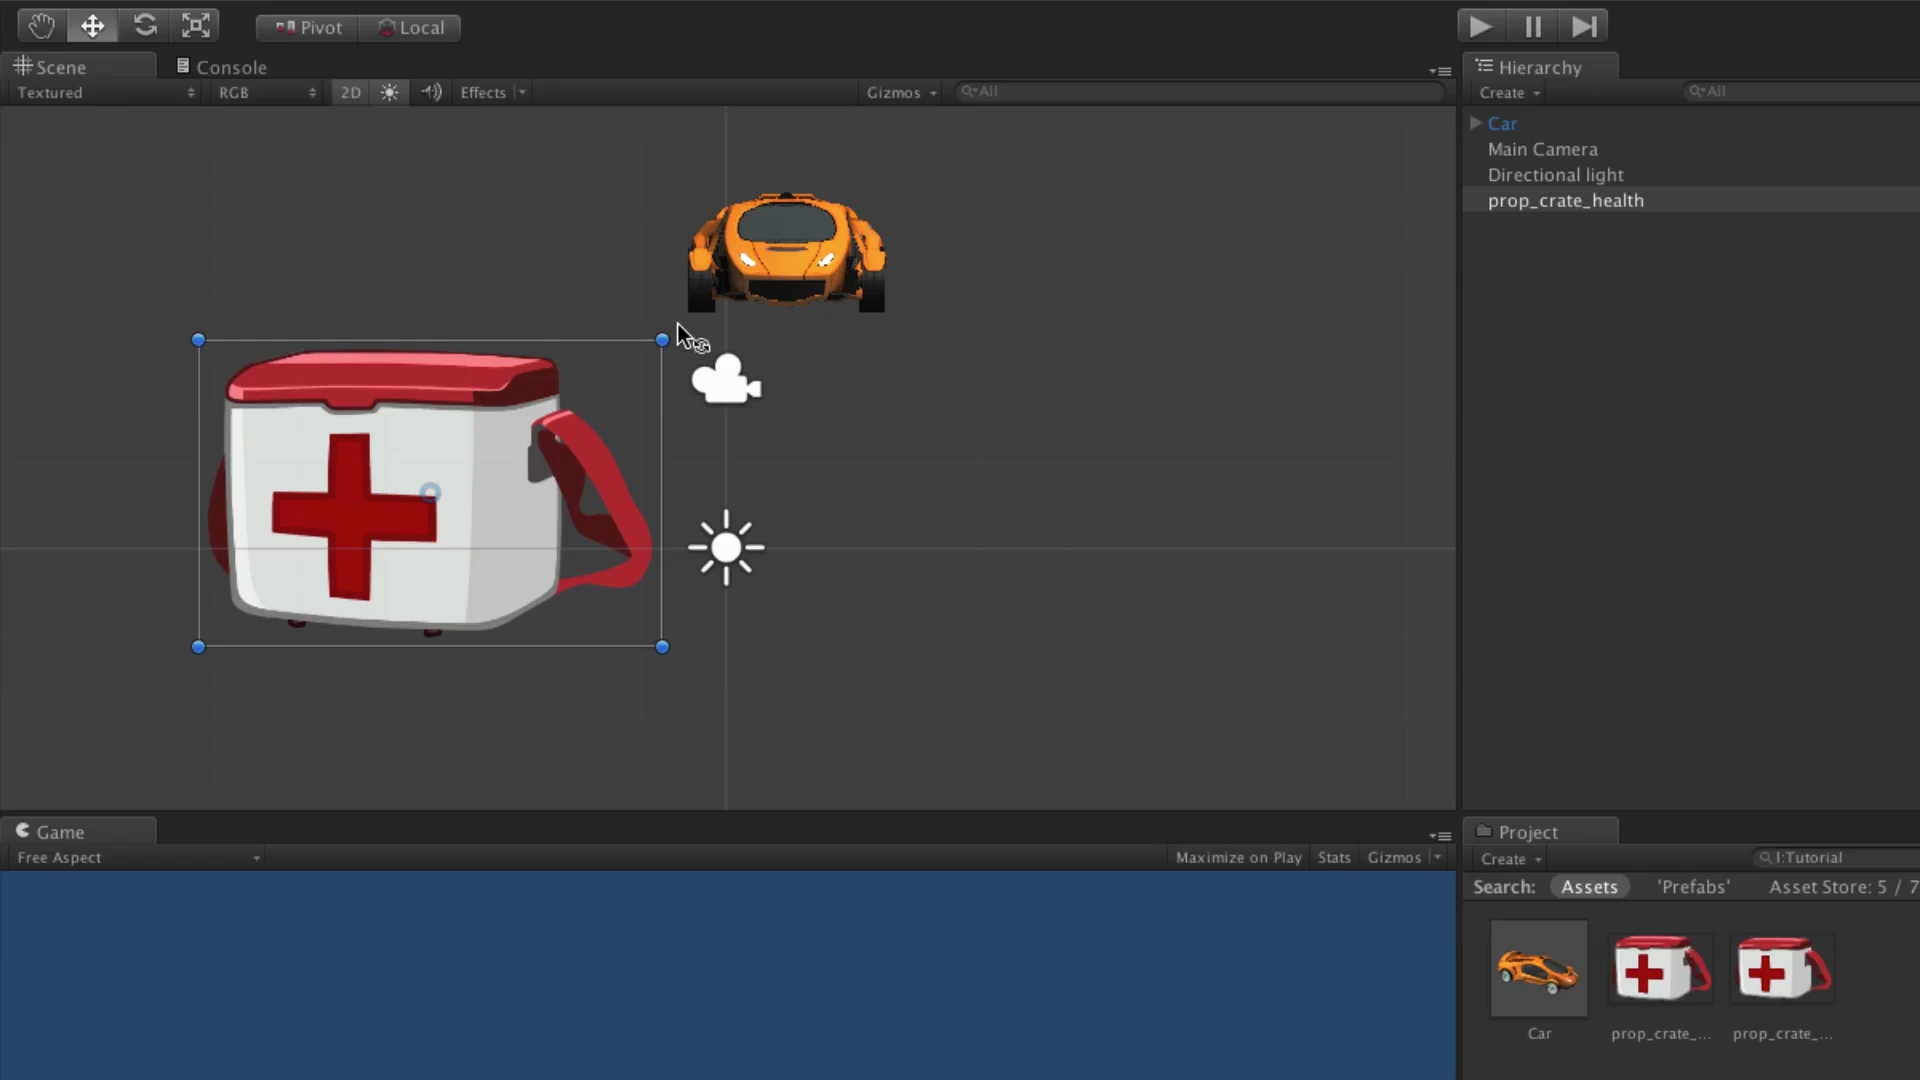 Pivot Local
Scene Console
Textured RGB 2D Effects Gizmos All
Hierarchy
Create All
Car
Main Camera
Directional light
prop_crate_health
Game
Free Aspect Maximize on Play Stats Gizmos
Project
Create l:Tutorial
Search: Assets 'Prefabs' Asset Store: 5 / 7
Car prop_crate_... prop_crate_...